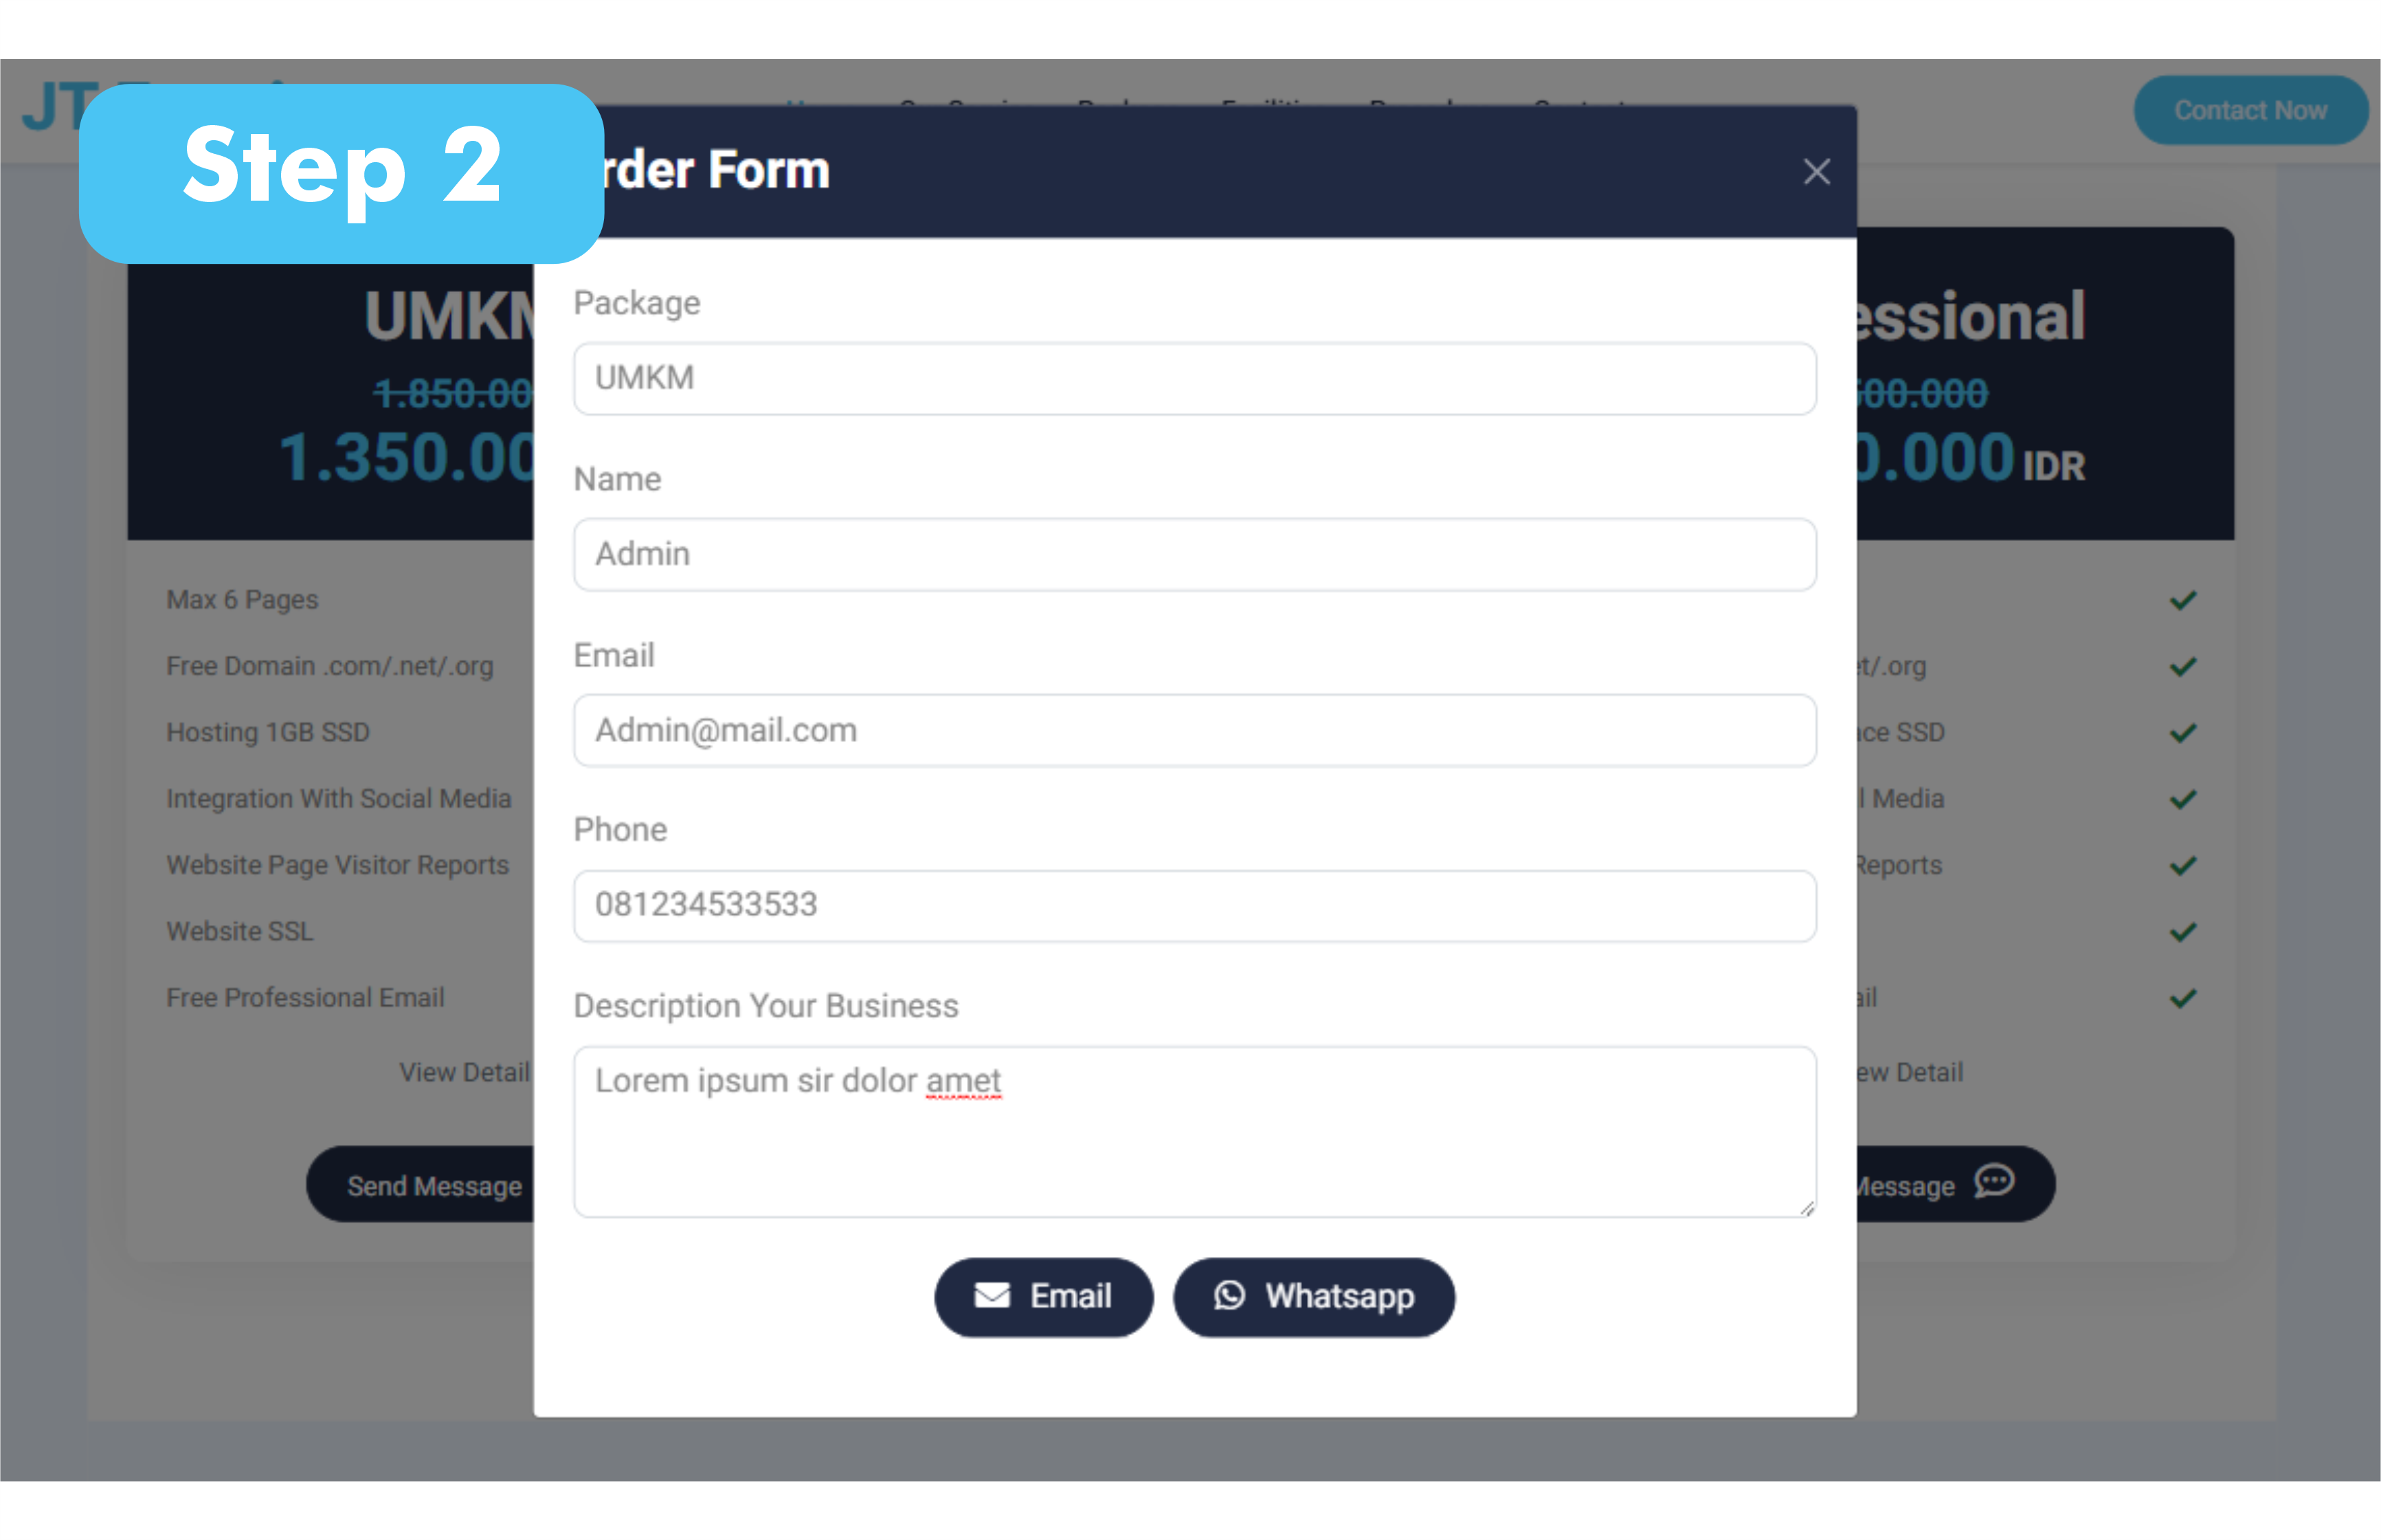 JT
Contact Now
Step 2
rder Form
UMKM
1.850.00
1.350.00
Max 6 Pages
Free Domain .com/.net/.org
Hosting 1GB SSD
Integration With Social Media
Website Page Visitor Reports
Website SSL
Free Professional Email
View Detail
Send Message
Package
UMKM
Name
Admin
Email
Admin@mail.com
Phone
081234533533
Description Your Business
Lorem ipsum sir dolor amet
Email Whatsapp
essional
00.000
0.000 IDR
et/.org
ace SSD
l Media
Reports
ail
ew Detail
Message